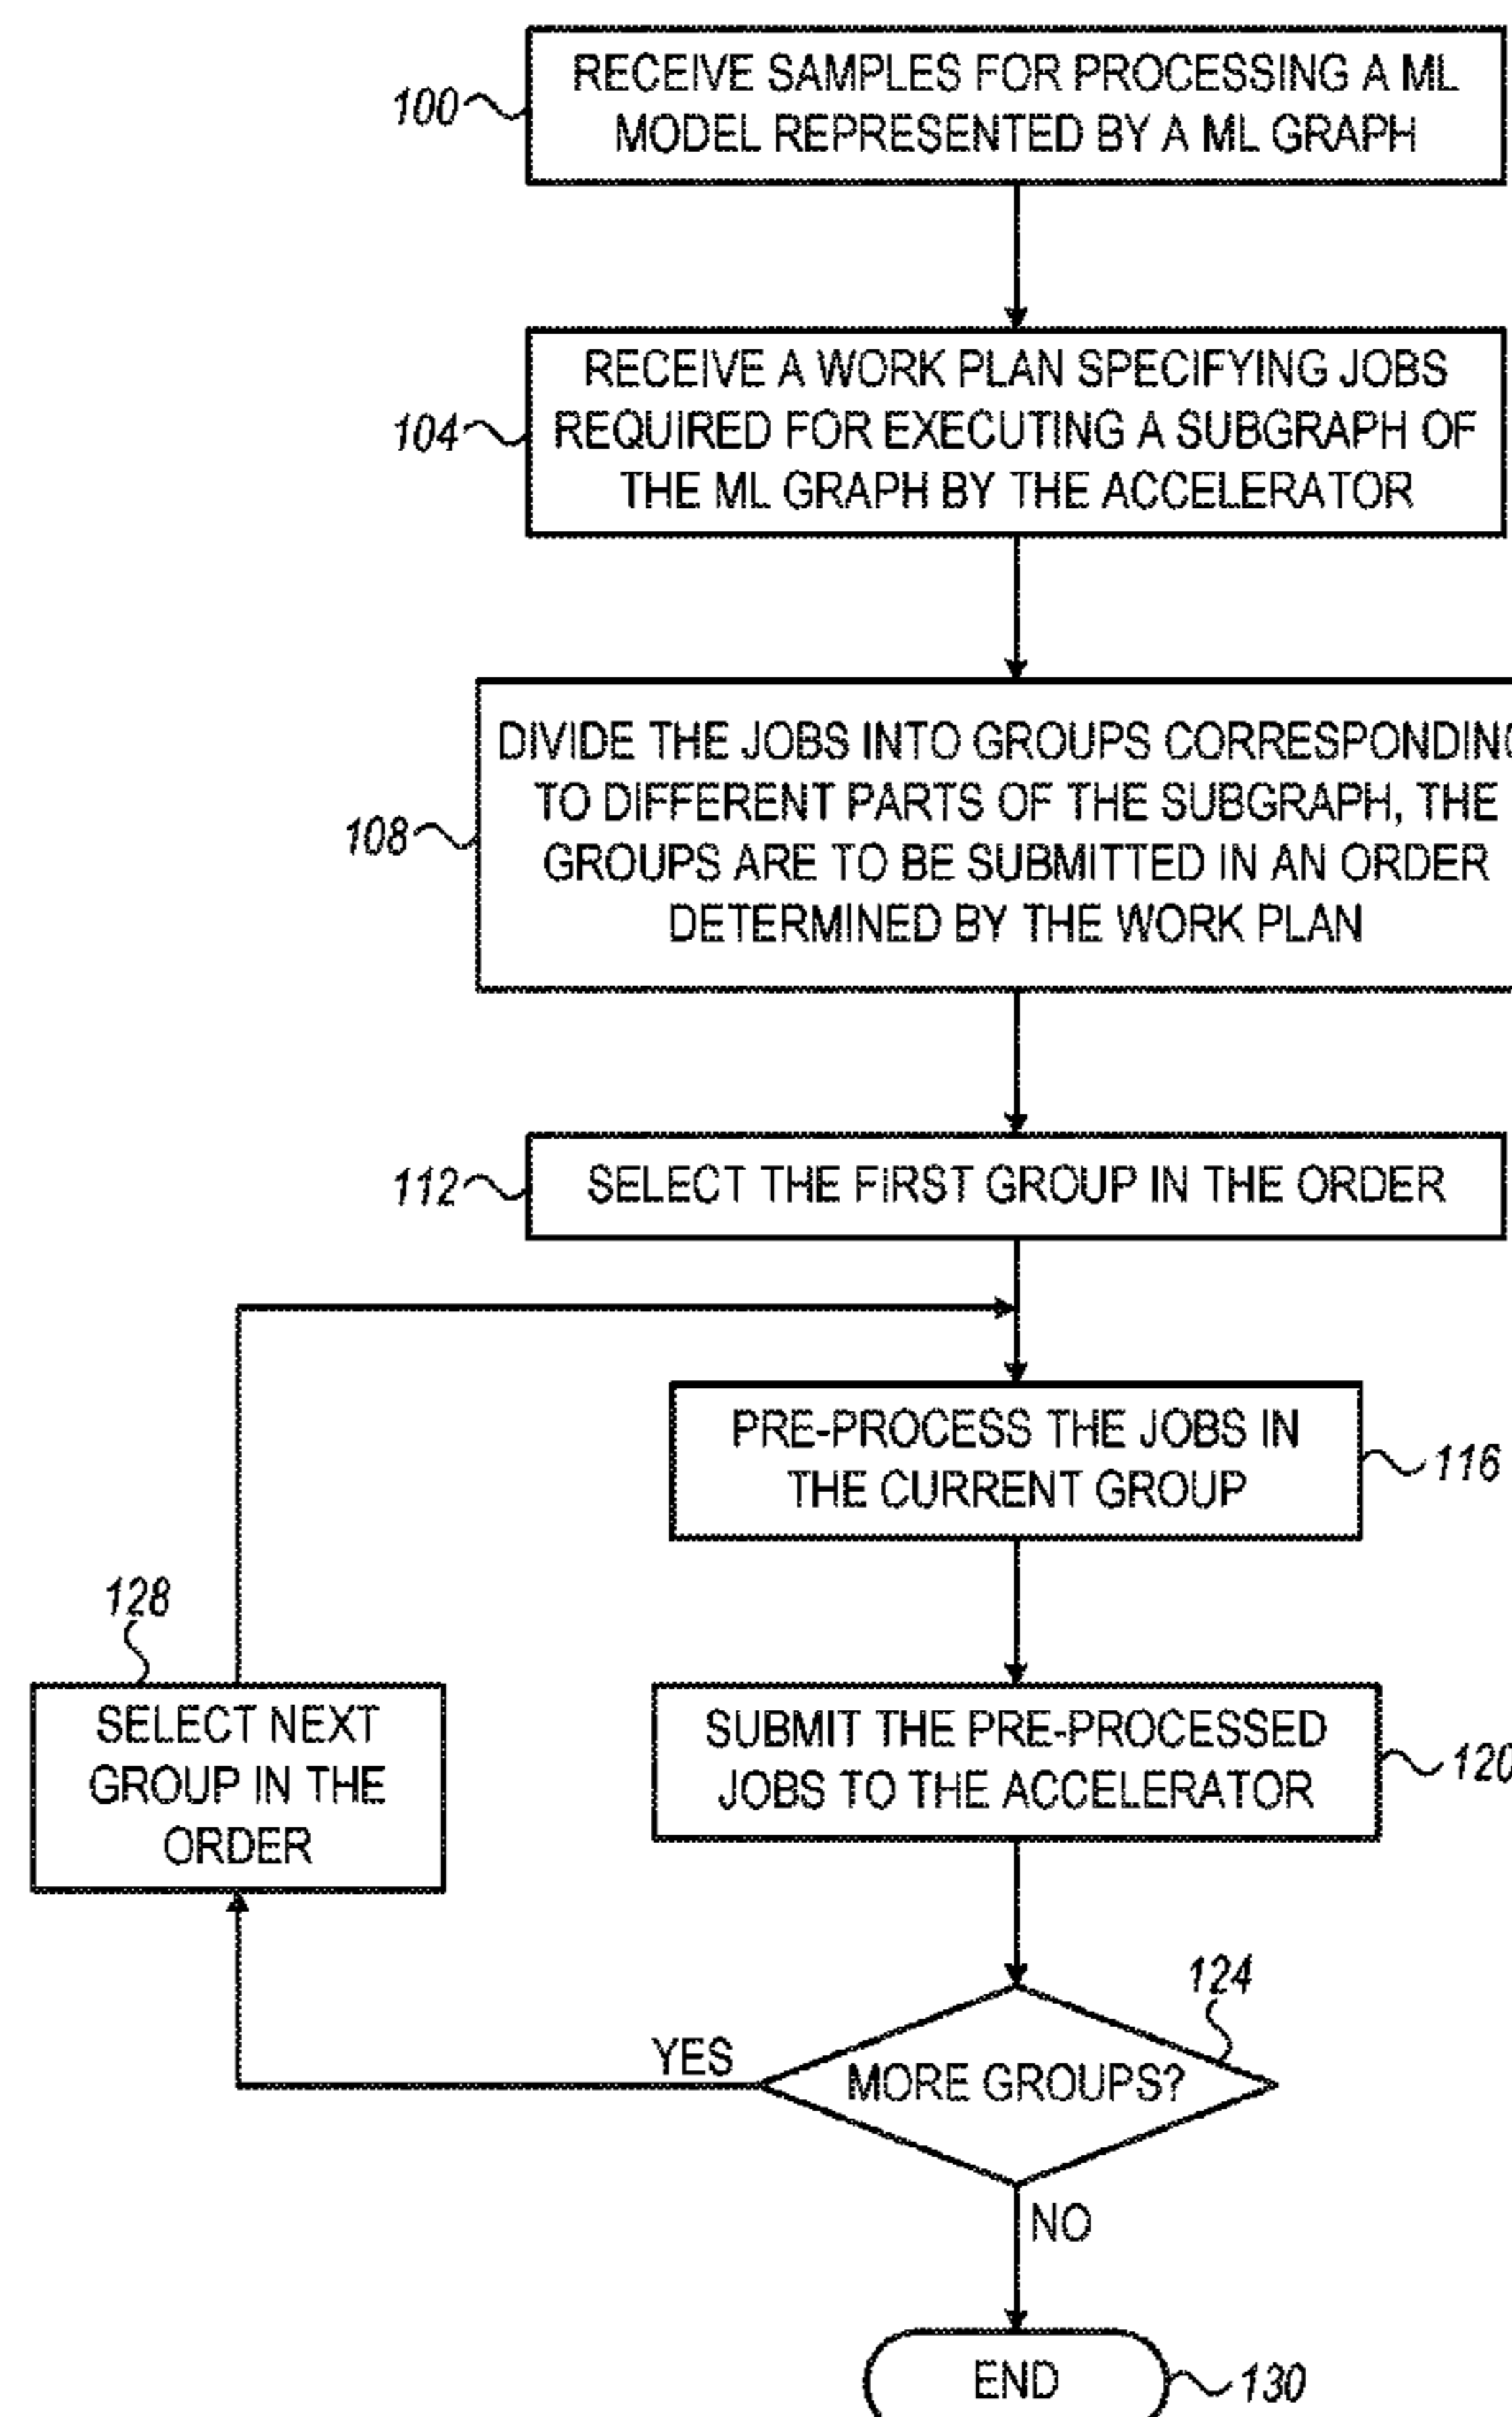 100
RECEIVE SAMPLES FOR PROCESSING A ML
MODEL REPRESENTED BY A ML GRAPH
104
RECEIVE A WORK PLAN SPECIFYING JOBS
REQUIRED FOR EXECUTING A SUBGRAPH OF
THE ML GRAPH BY THE ACCELERATOR
108
DIVIDE THE JOBS INTO GROUPS CORRESPONDING
TO DIFFERENT PARTS OF THE SUBGRAPH, THE
GROUPS ARE TO BE SUBMITTED IN AN ORDER
DETERMINED BY THE WORK PLAN
112
SELECT THE FIRST GROUP IN THE ORDER
PRE-PROCESS THE JOBS IN
THE CURRENT GROUP
116
128
SELECT NEXT
GROUP IN THE
ORDER
SUBMIT THE PRE-PROCESSED
JOBS TO THE ACCELERATOR
120
124
YES
MORE GROUPS?
NO
END
130